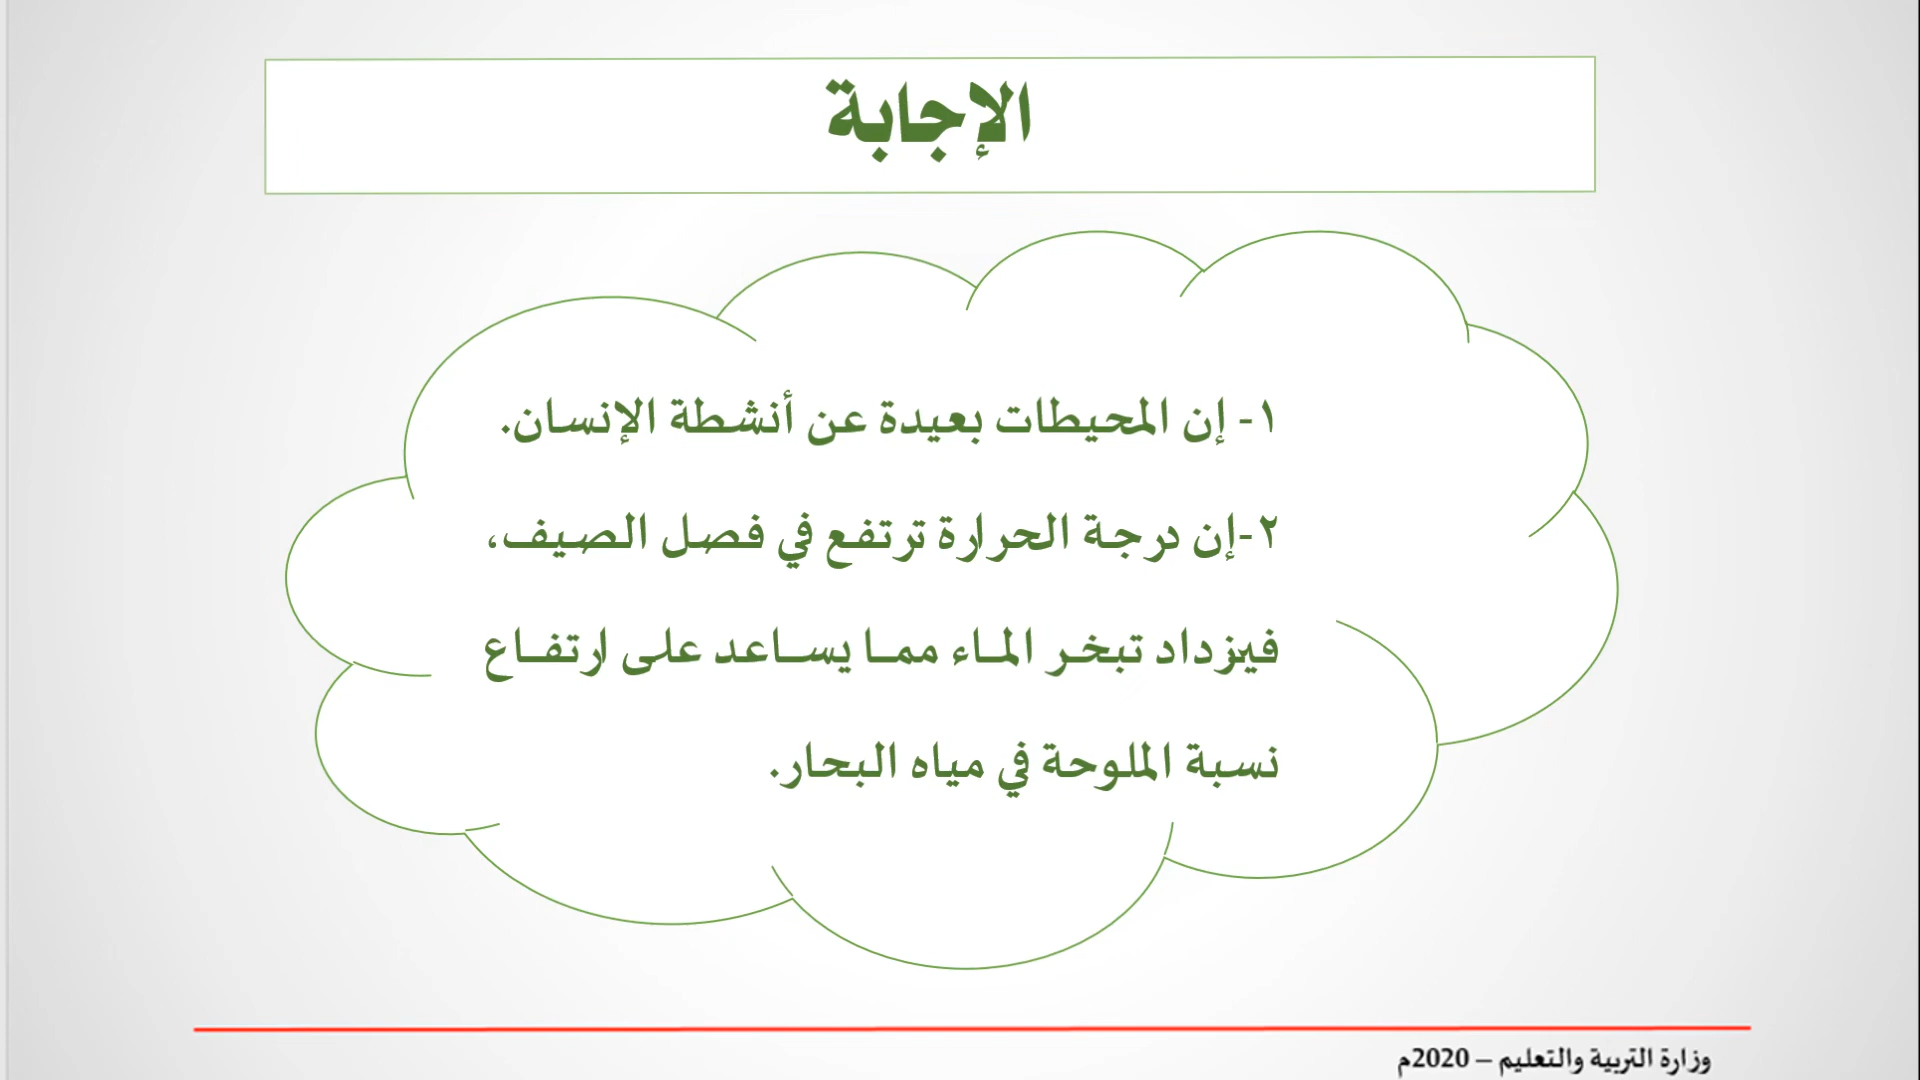 الإجابة
١- إن المحيطات بعيدة عن أنشطة الإنسان.
٢-إن درجة الحرارة ترتفع في فصل الصيف،
فيزداد تبخر الماء مما يساعد على ارتفاع
نسبة الملوحة في مياه البحار.
وزارة التربية والتعليم – 2020م